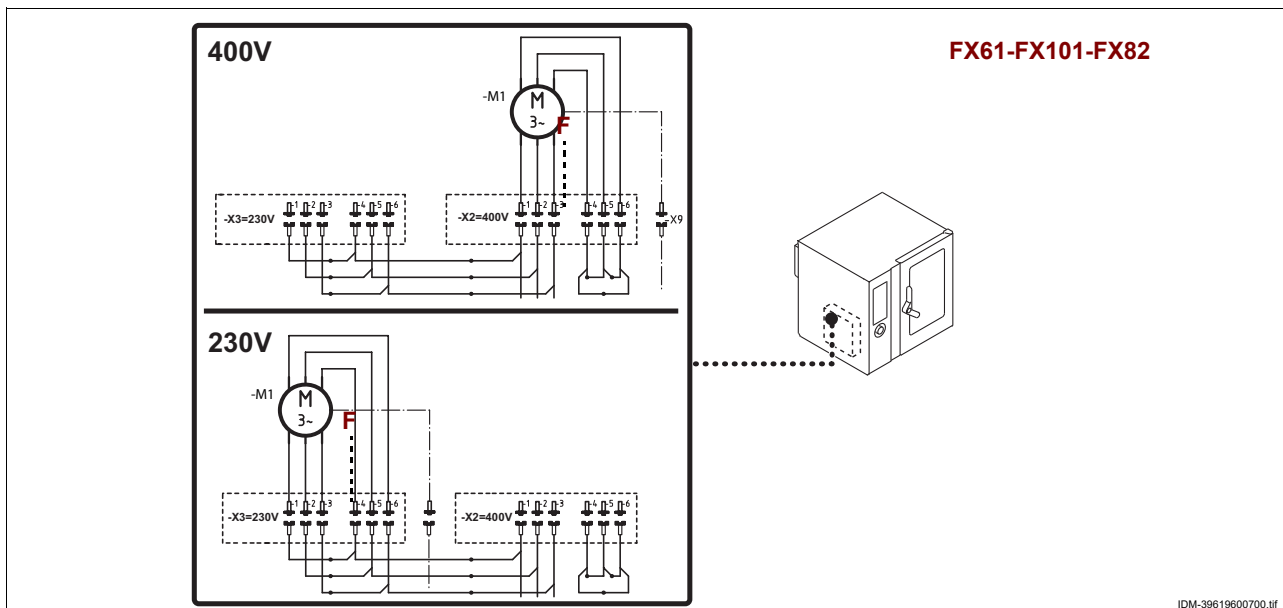 400V
FX61-FX101-FX82
-M1
M
3~
F
-X3=230V
-1 -2 -3 -4 -5 -6
-X2=400V
-1 -2 -3 -4 -5 -6
-X9
230V
-M1
M
3~
F
-X3=230V
-1 -2 -3 -4 -5 -6
-X2=400V
-1 -2 -3 -4 -5 -6
IDM-39619600700.tif